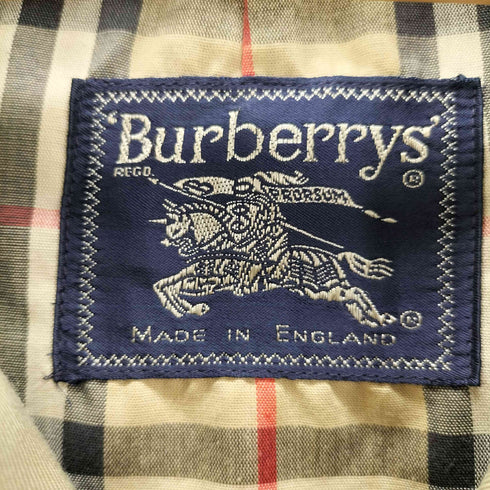 'Burberrys'
REGD. ®
PRORSUM
®
MADE IN ENGLAND